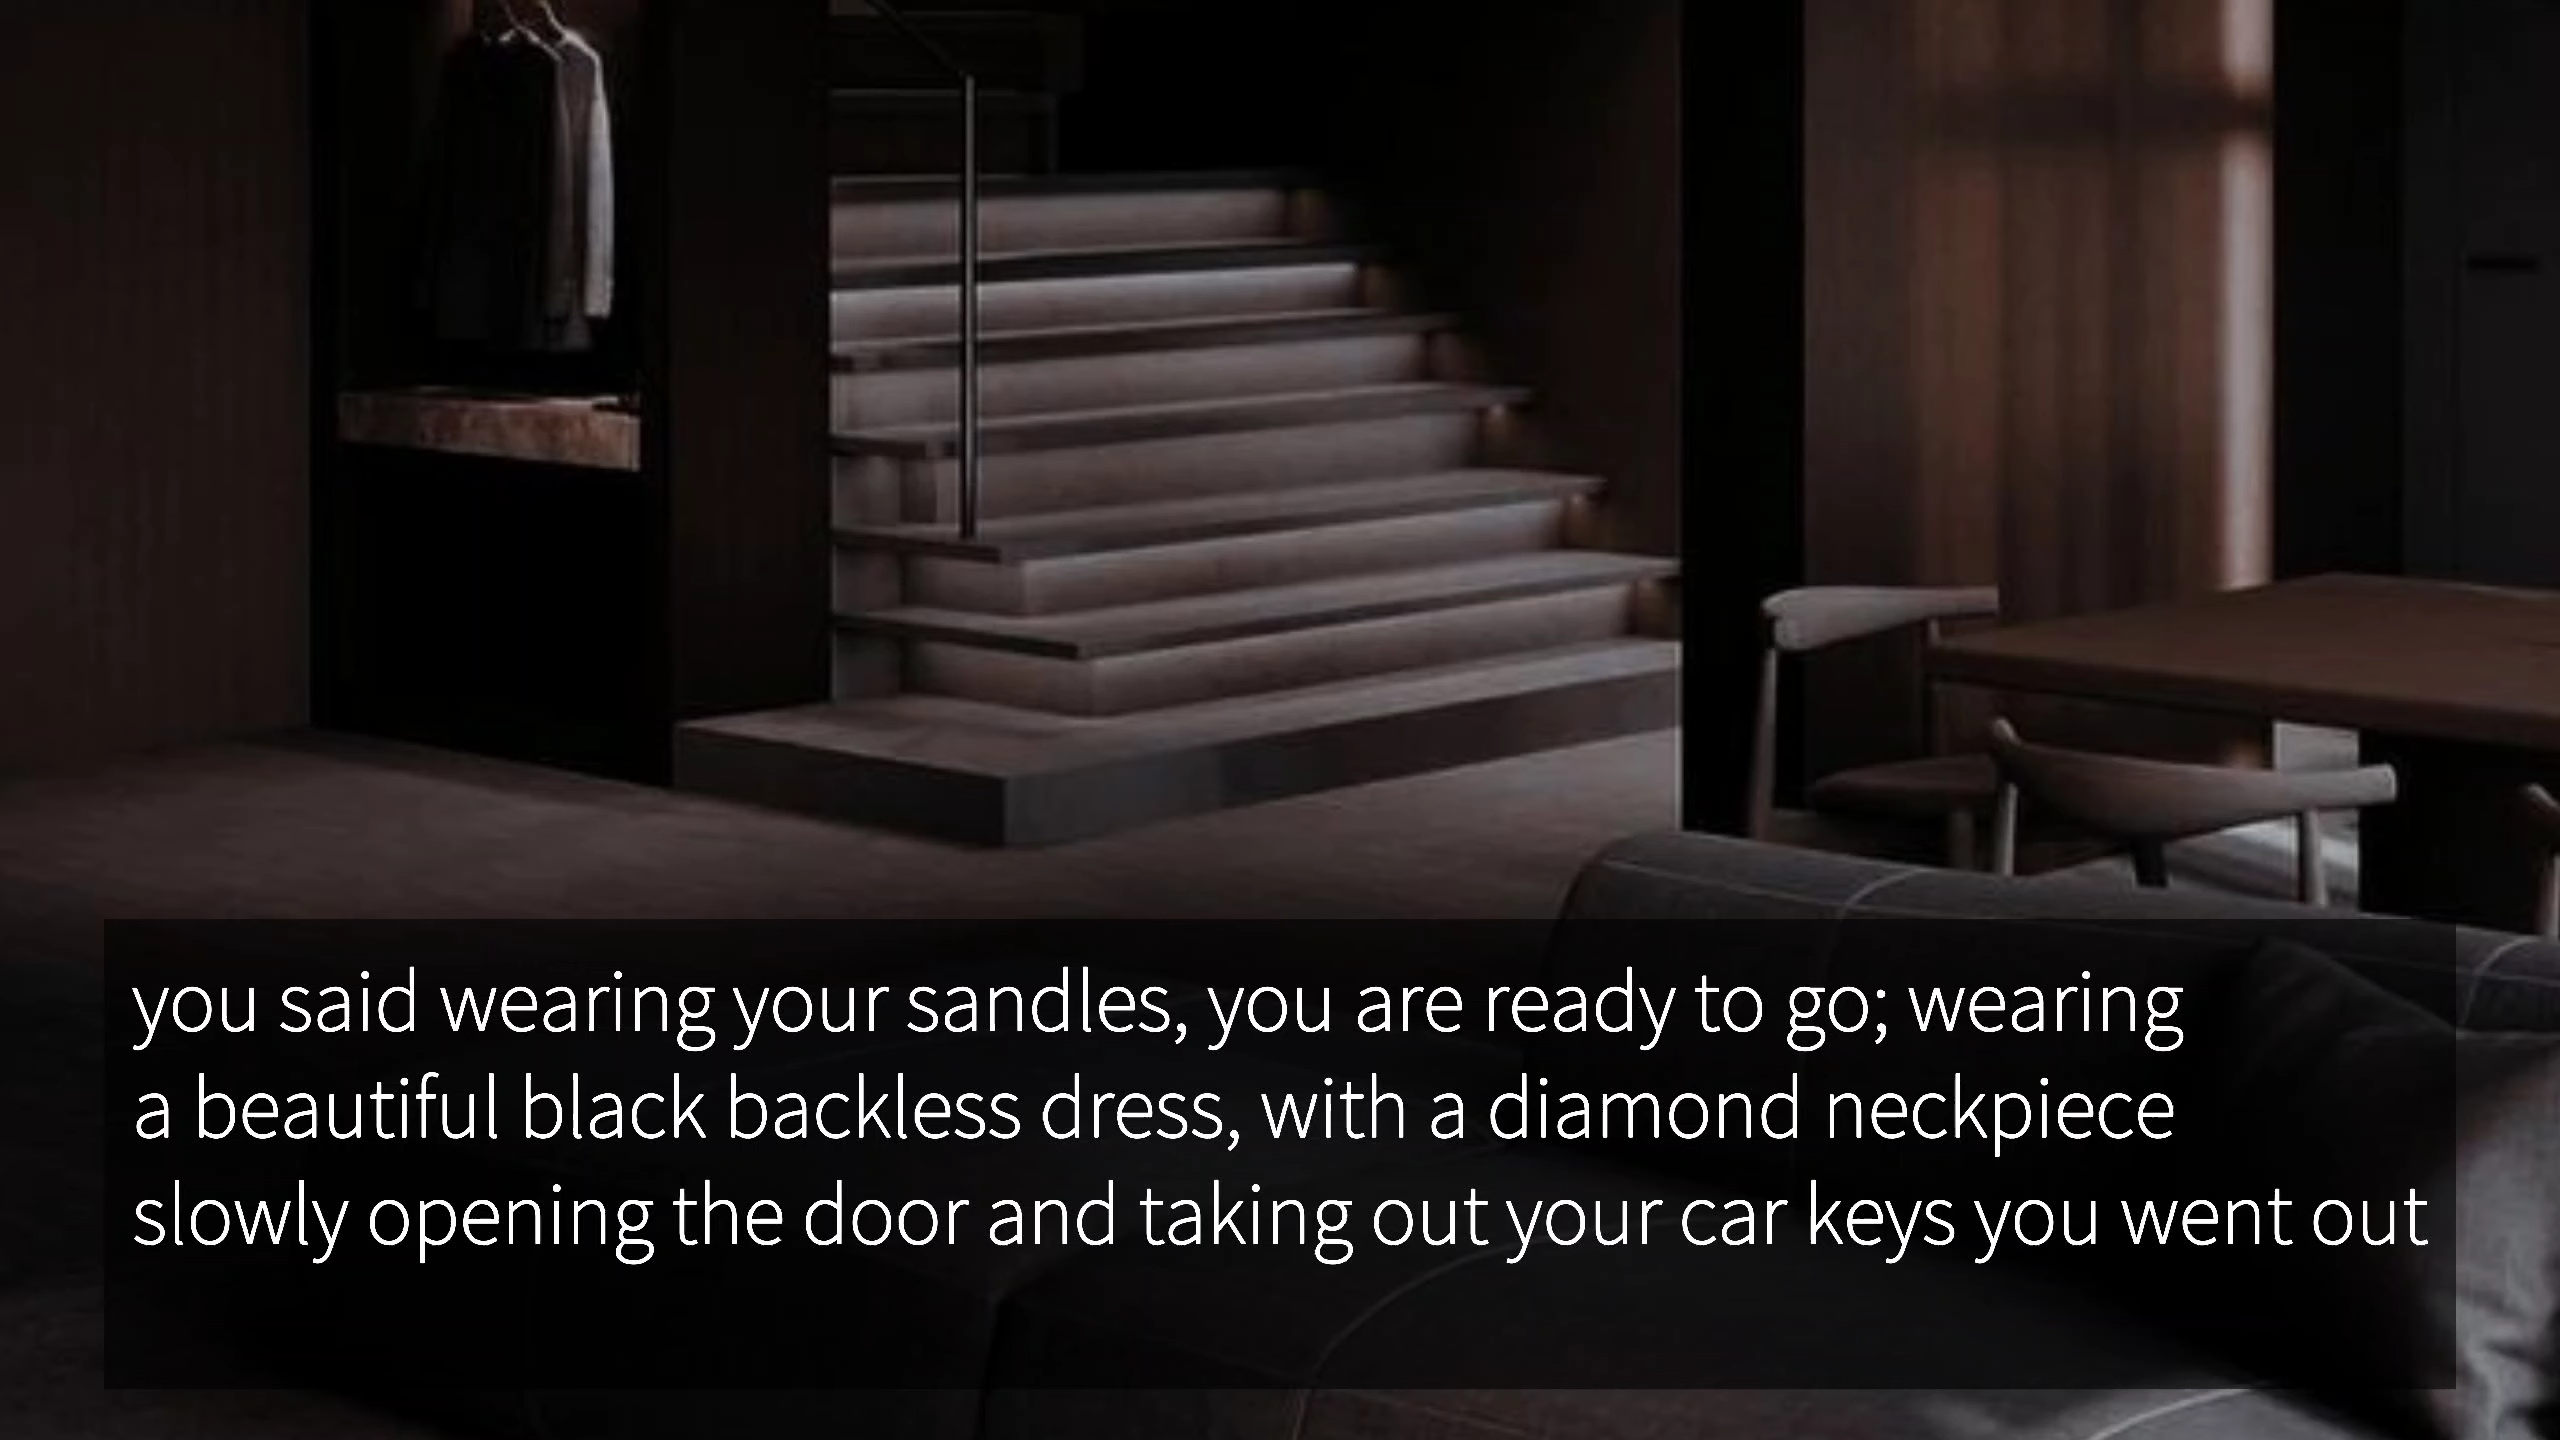 you said wearing your sandles, you are ready to go; wearing
a beautiful black backless dress, with a diamond neckpiece
slowly opening the door and taking out your car keys you went out